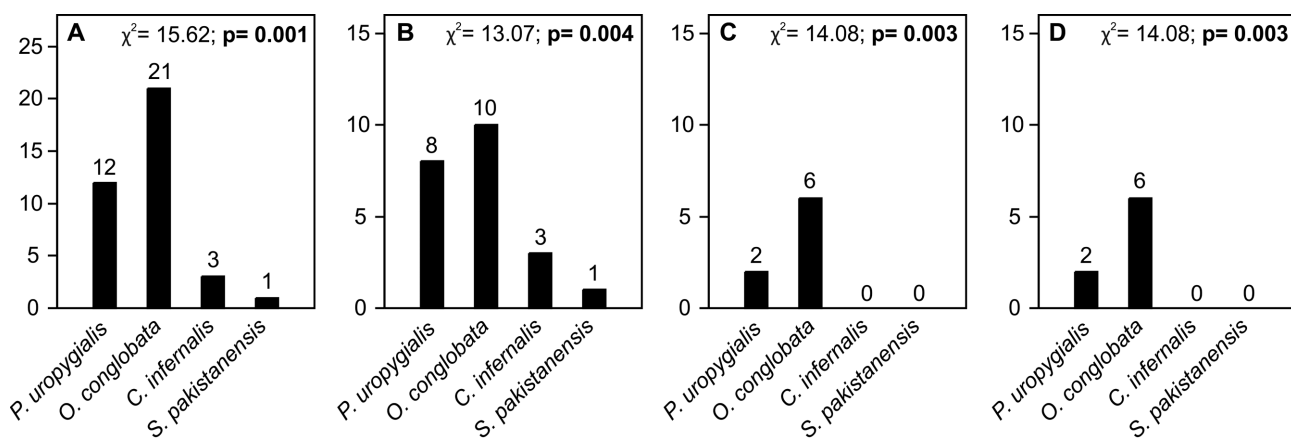 A χ²= 15.62; p= 0.001
25
20
15
10
5
0
12
21
3
1
P. uropygialis
O. conglobata
C. infernalis
S. pakistanensis
B χ²= 13.07; p= 0.004
15
10
5
0
8
10
3
1
P. uropygialis
O. conglobata
C. infernalis
S. pakistanensis
C χ²= 14.08; p= 0.003
15
10
5
0
2
6
0
0
P. uropygialis
O. conglobata
C. infernalis
S. pakistanensis
D χ²= 14.08; p= 0.003
15
10
5
0
2
6
0
0
P. uropygialis
O. conglobata
C. infernalis
S. pakistanensis